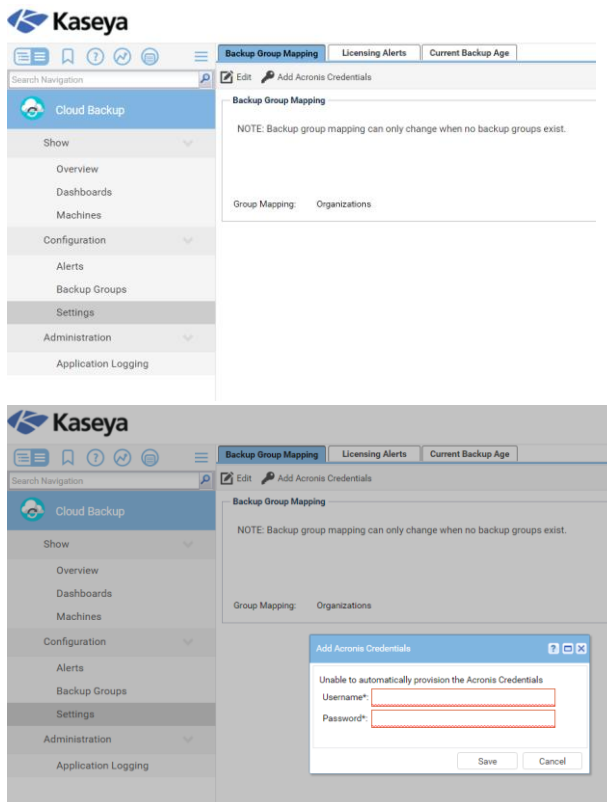 Kaseya
Backup Group Mapping Licensing Alerts Current Backup Age
Search Navigation
Edit Add Acronis Credentials
Cloud Backup
Backup Group Mapping
NOTE: Backup group mapping can only change when no backup groups exist.
Show
Overview
Dashboards
Machines
Group Mapping: Organizations
Configuration
Alerts
Backup Groups
Settings
Administration
Application Logging
Kaseya
Backup Group Mapping Licensing Alerts Current Backup Age
Search Navigation
Edit Add Acronis Credentials
Cloud Backup
Backup Group Mapping
NOTE: Backup group mapping can only change when no backup groups exist.
Show
Overview
Dashboards
Machines
Group Mapping: Organizations
Configuration
Alerts
Backup Groups
Settings
Administration
Application Logging
Add Acronis Credentials
Unable to automatically provision the Acronis Credentials
Username*:
Password*:
Save Cancel